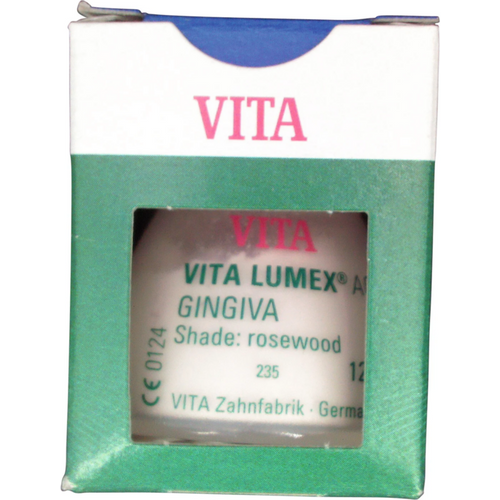 VITA
VITA
VITA LUMEX®
GINGIVA
Shade: rosewood
235
CE 0124
VITA Zahnfabrik ·